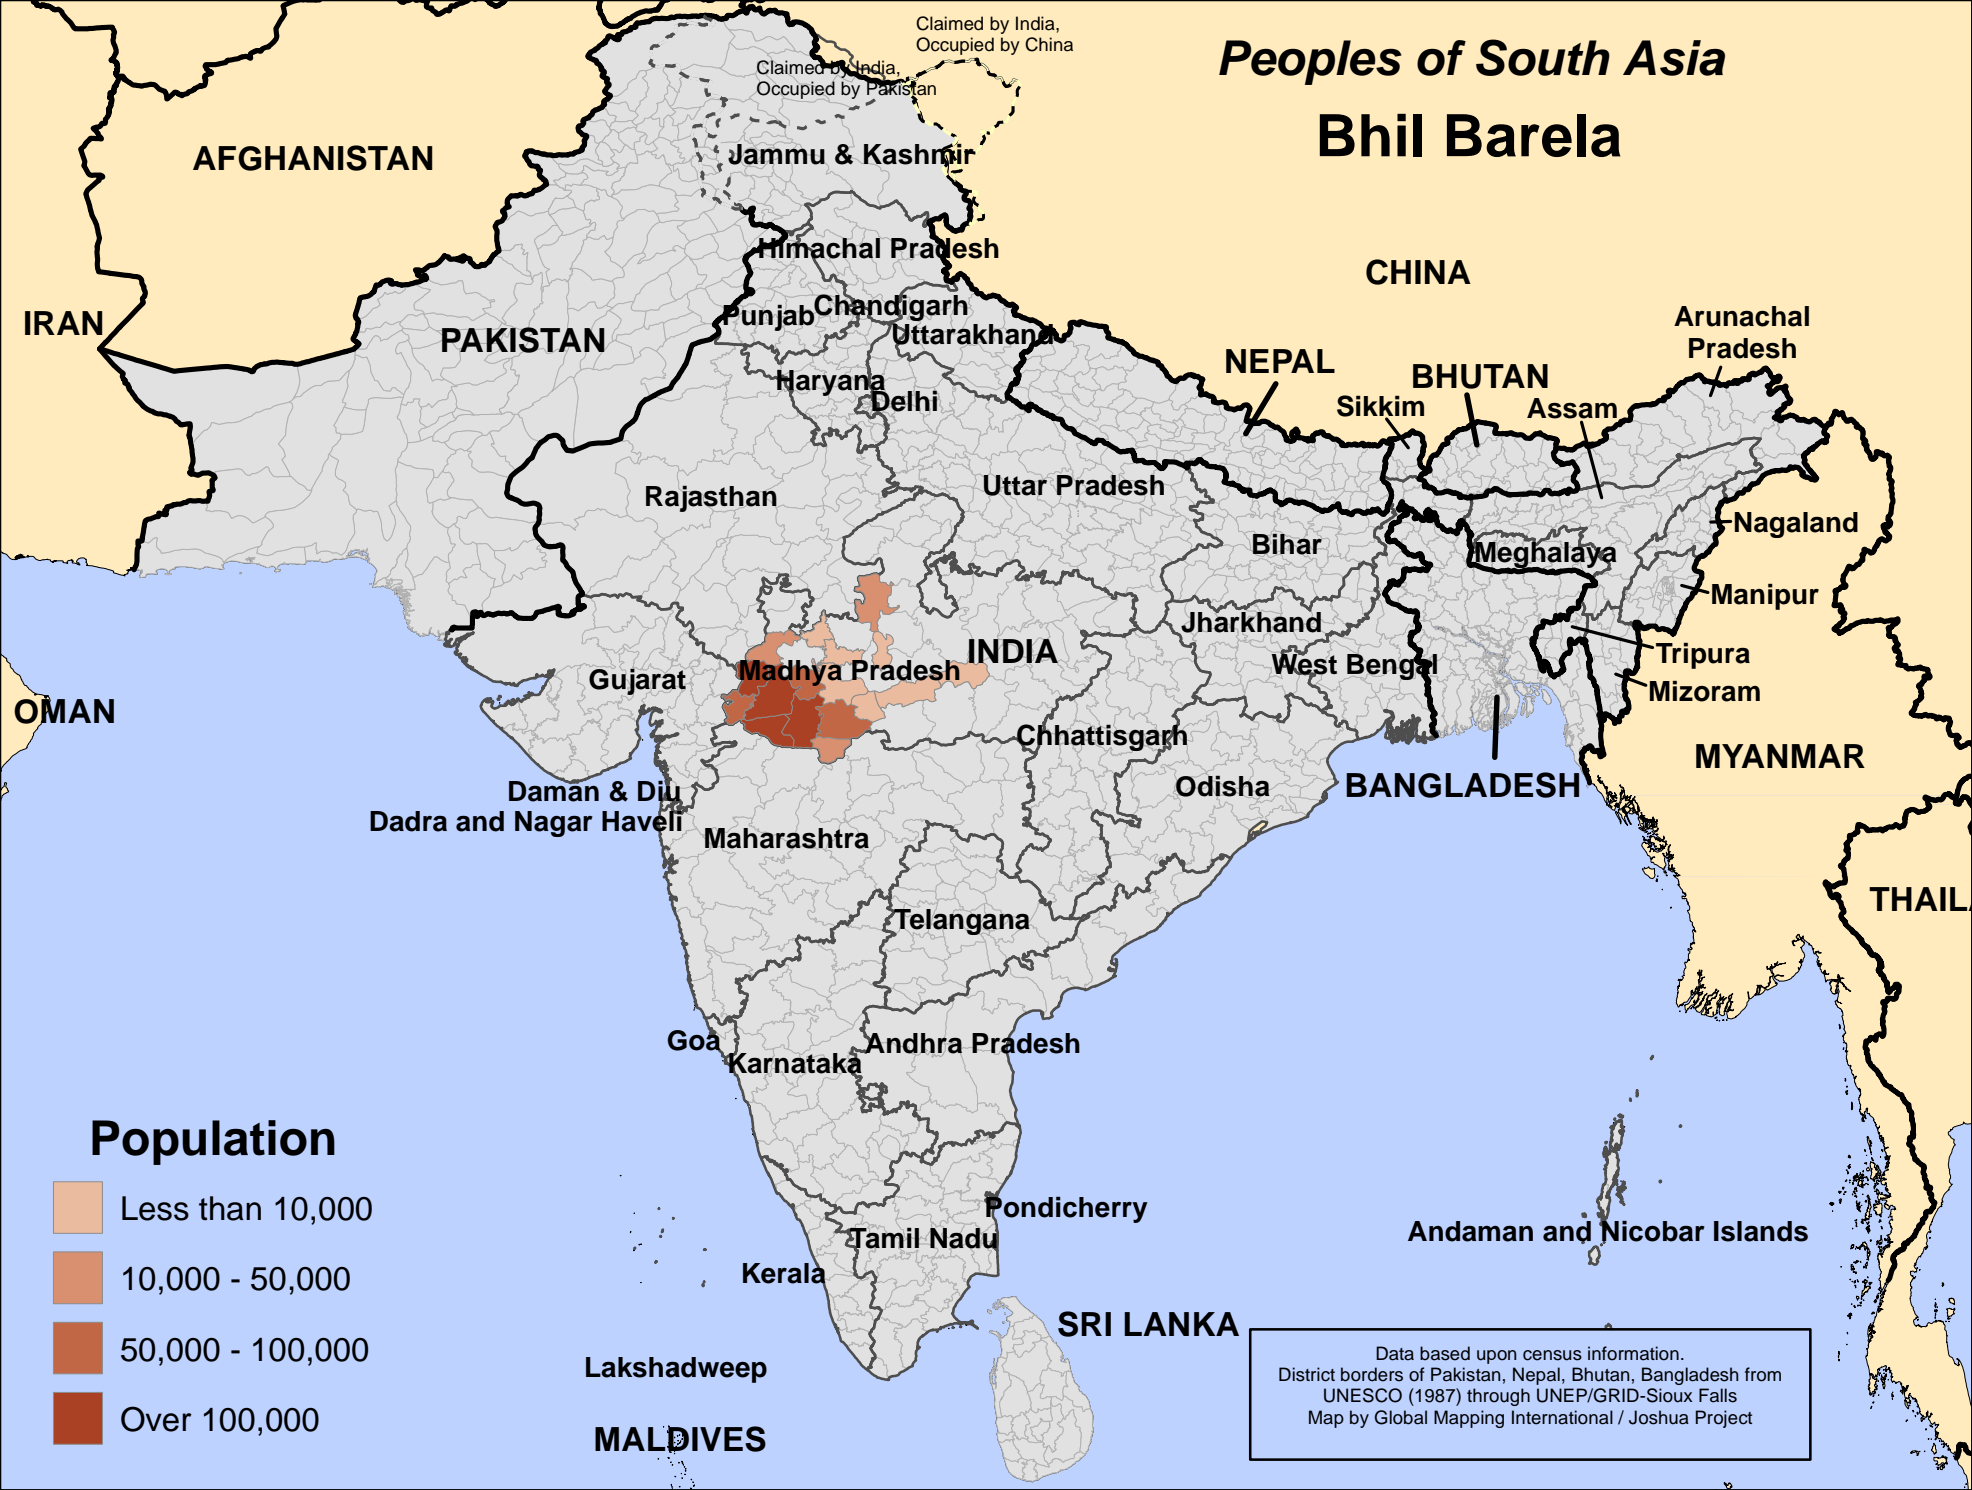 Claimed by India,
Occupied by China
Peoples of South Asia
Bhil Barela
Claimed by India,
Occupied by Pakistan
AFGHANISTAN
Jammu & Kashmir
Himachal Pradesh
CHINA
IRAN
PAKISTAN
Punjab
Chandigarh
Uttarakhand
Arunachal
Pradesh
NEPAL
BHUTAN
Haryana
Delhi
Sikkim
Assam
Rajasthan
Uttar Pradesh
Nagaland
Bihar
Meghalaya
Manipur
Jharkhand
INDIA
Tripura
West Bengal
Madhya Pradesh
Gujarat
Mizoram
OMAN
Chhattisgarh
MYANMAR
Odisha
BANGLADESH
Daman & Diu
Dadra and Nagar Haveli
Maharashtra
THAIL
Telangana
Goa
Andhra Pradesh
Karnataka
Population
Less than 10,000
10,000 - 50,000
50,000 - 100,000
Over 100,000
Pondicherry
Tamil Nadu
Andaman and Nicobar Islands
Kerala
SRI LANKA
Lakshadweep
MALDIVES
Data based upon census information.
District borders of Pakistan, Nepal, Bhutan, Bangladesh from
UNESCO (1987) through UNEP/GRID-Sioux Falls
Map by Global Mapping International / Joshua Project